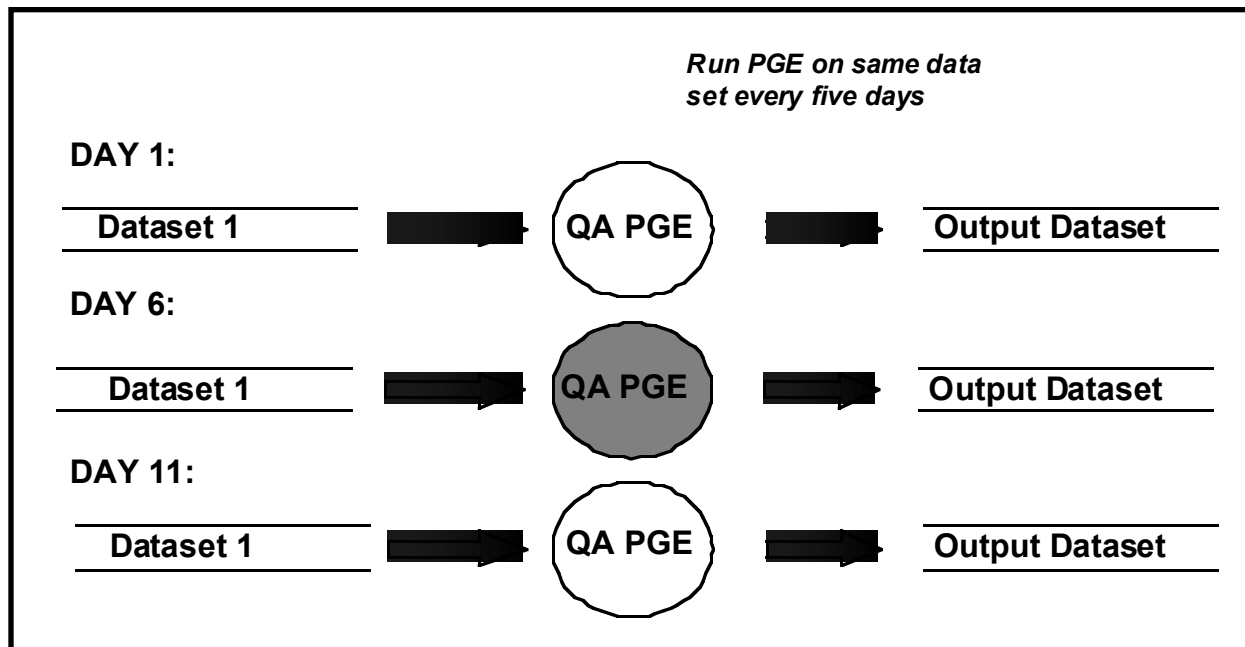 Run PGE on same data
set every five days
DAY 1:
Dataset 1
QA PGE
Output Dataset
DAY 6:
Dataset 1
QA PGE
Output Dataset
DAY 11:
Dataset 1
QA PGE
Output Dataset